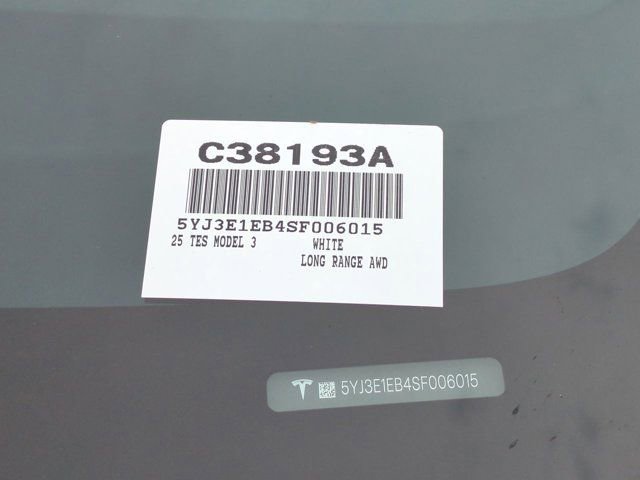 C38193A
5YJ3E1EB4SF006015
25 TES MODEL 3 WHITE
LONG RANGE AWD
5YJ3E1EB4SF006015